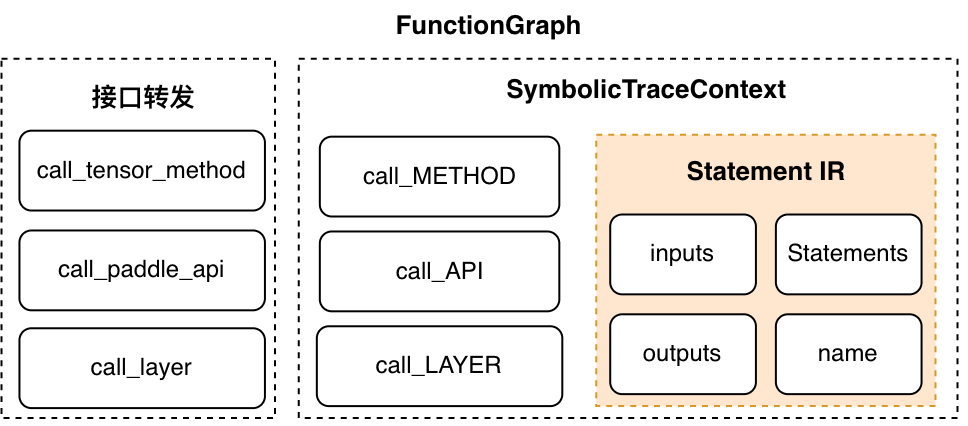 FunctionGraph
接口转发
call_tensor_method
call_paddle_api
call_layer
SymbolicTraceContext
call_METHOD
call_API
call_LAYER
Statement IR
inputs
Statements
outputs
name